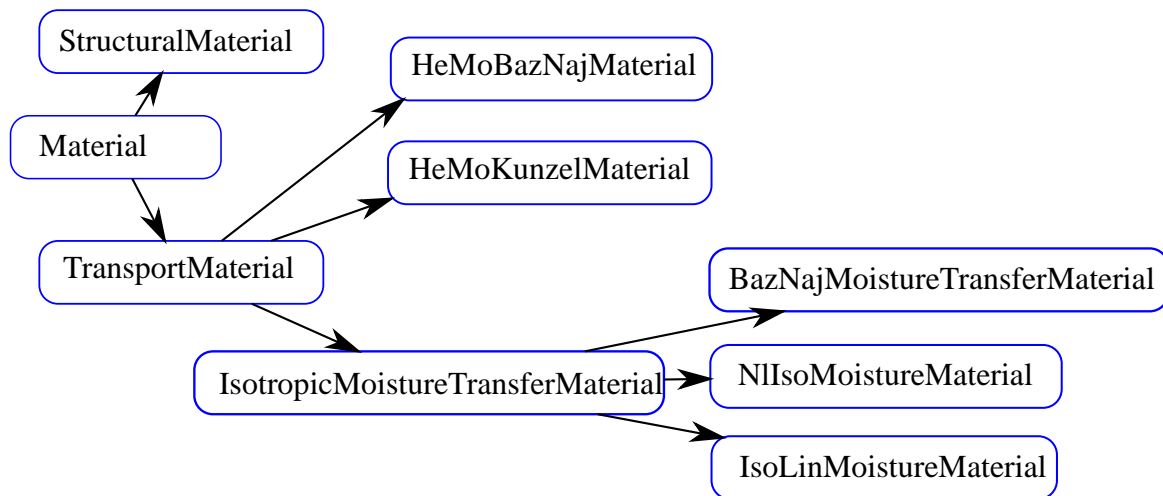 StructuralMaterial
HeMoBazNajMaterial
Material
HeMoKunzelMaterial
TransportMaterial
BazNajMoistureTransferMaterial
IsotropicMoistureTransferMaterial
NlIsoMoistureMaterial
IsoLinMoistureMaterial